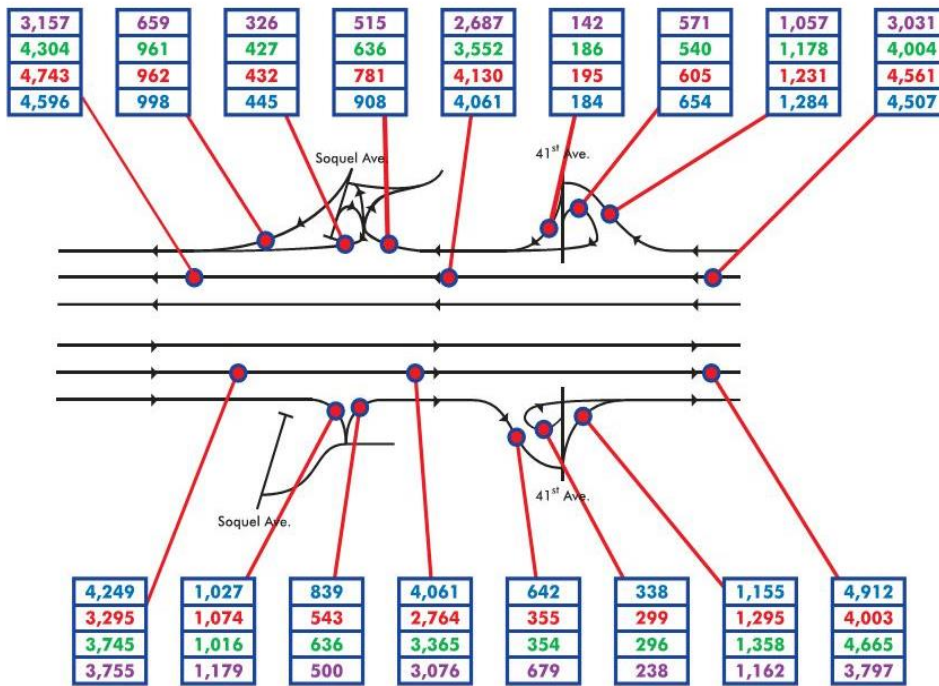 3,157 659 326 515 2,687 142 571 1,057 3,031
4,304 961 427 636 3,552 186 540 1,178 4,004
4,743 962 432 781 4,130 195 605 1,231 4,561
4,596 998 445 908 4,061 184 654 1,284 4,507
Soquel Ave. 41st Ave.
Soquel Ave. 41st Ave.
4,249 1,027 839 4,061 642 338 1,155 4,912
3,295 1,074 543 2,764 355 299 1,295 4,003
3,745 1,016 636 3,365 354 296 1,358 4,665
3,755 1,179 500 3,076 679 238 1,162 3,797